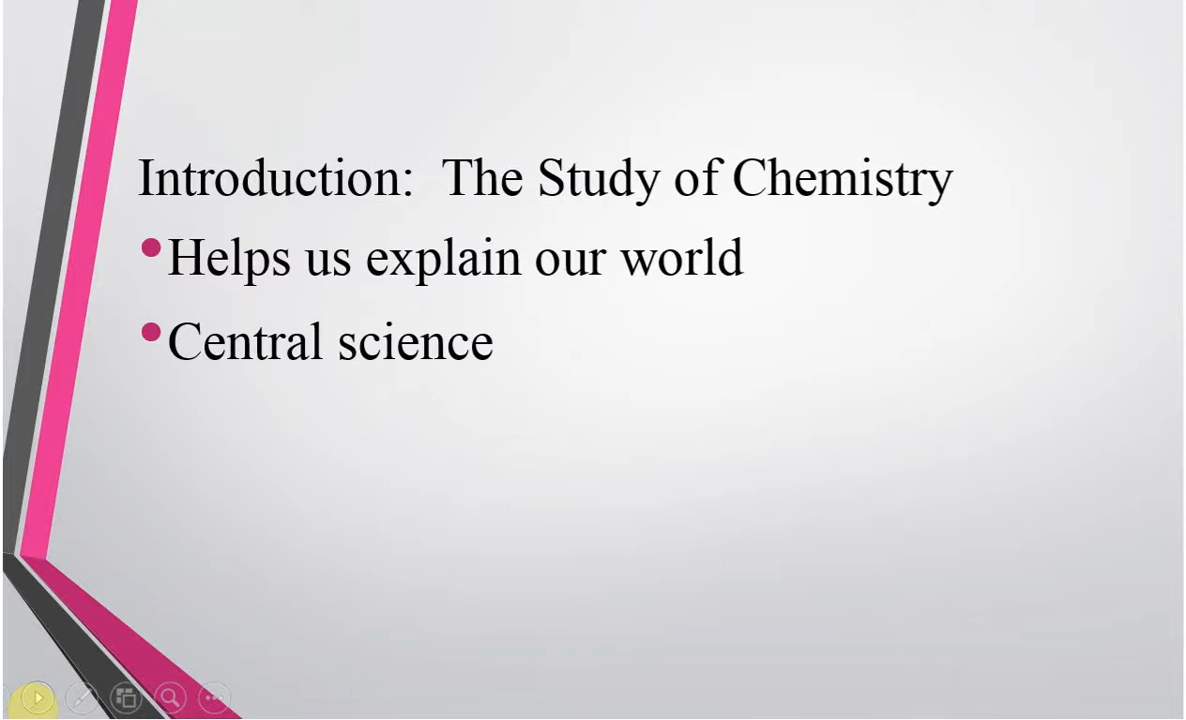 Introduction:  The Study of Chemistry
•Helps us explain our world
•Central science